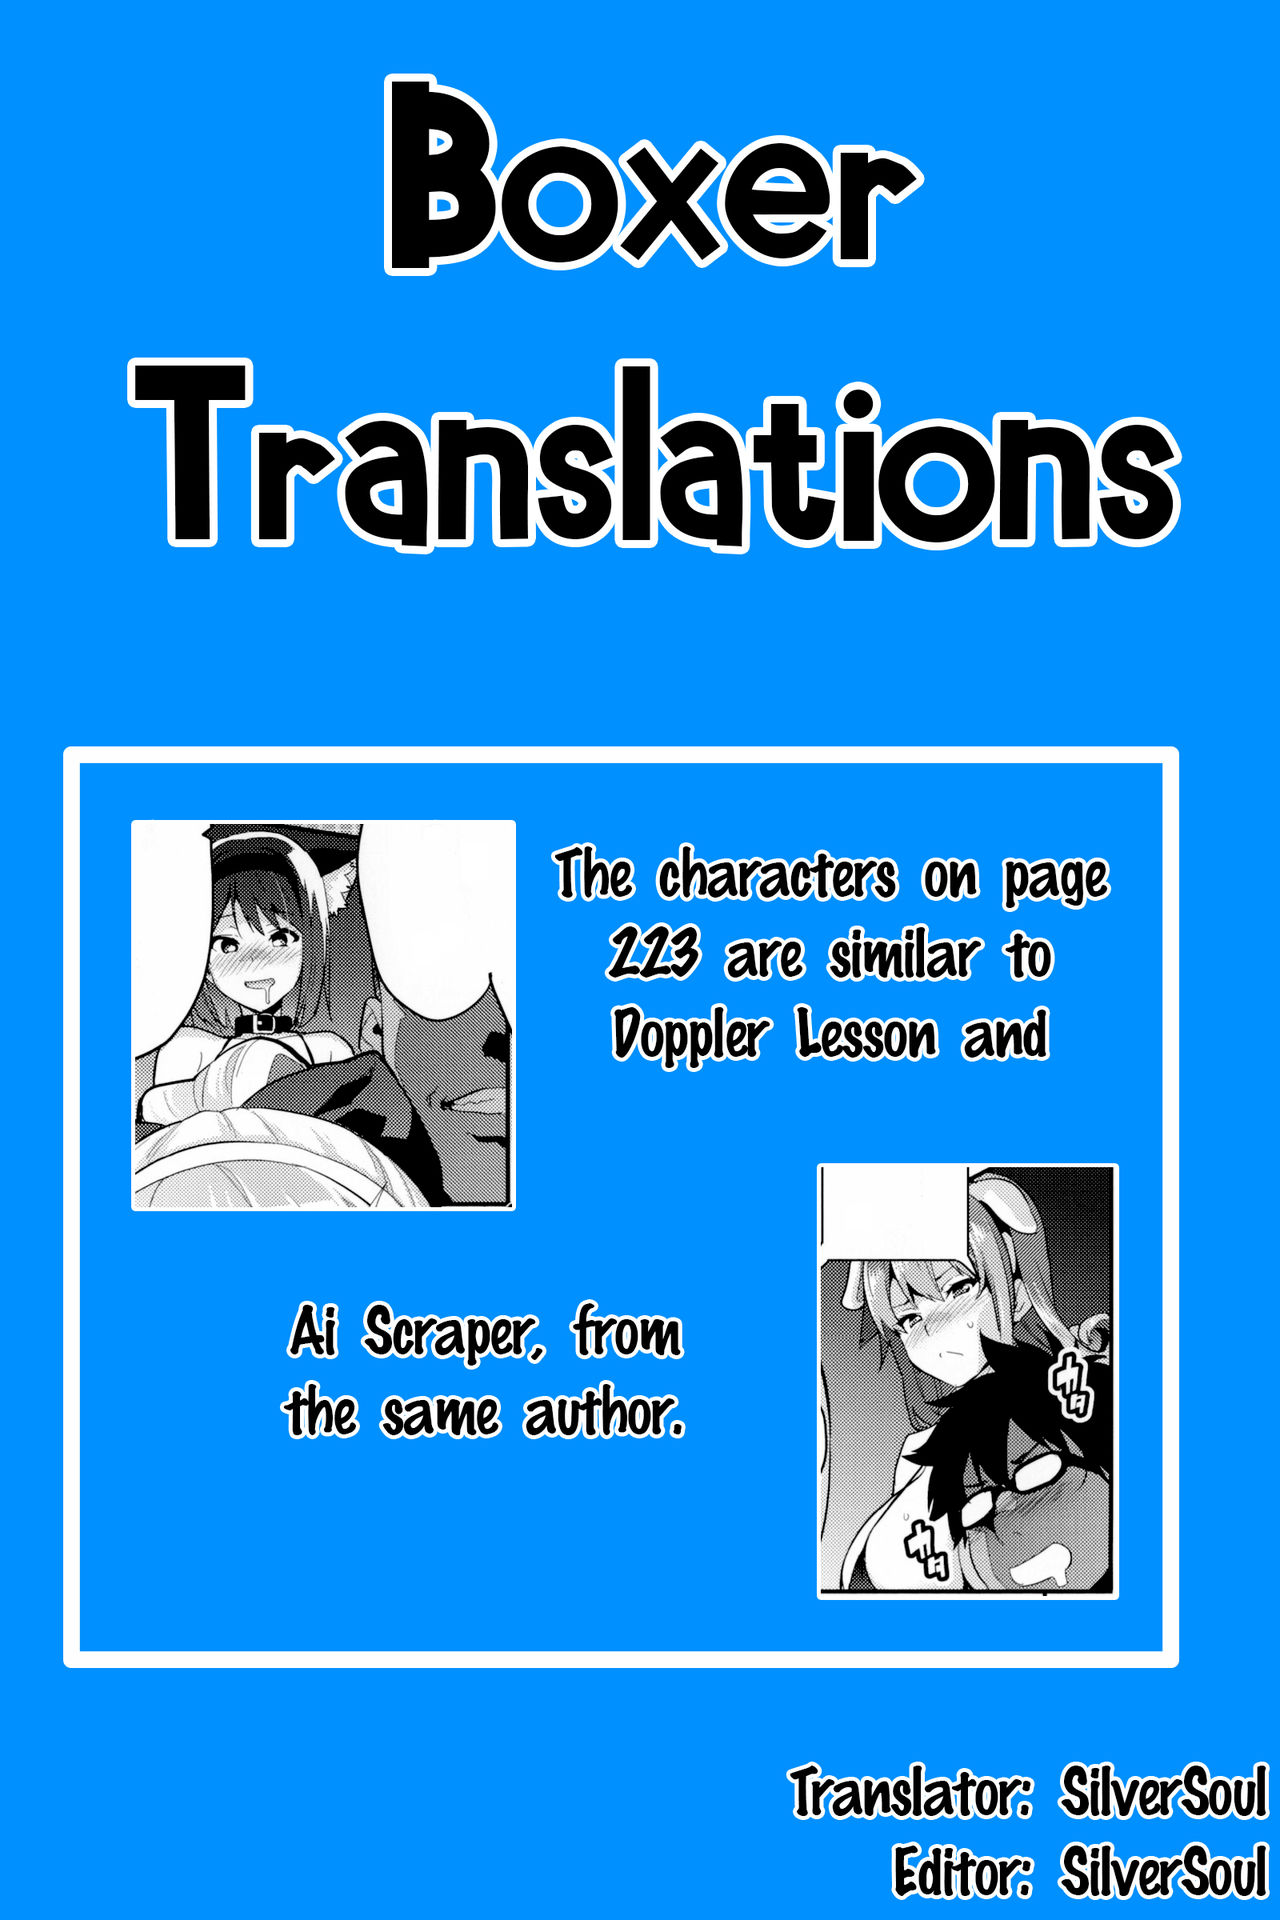 Boxer
Translations
The characters on page
223 are similar to
Doppler Lesson and
Ai Scraper, from
the same author.
Translator: SilverSoul
Editor: SilverSoul